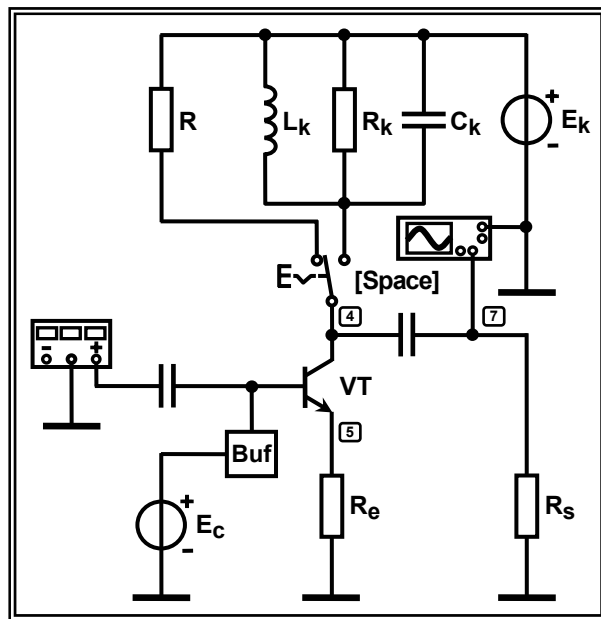 R
Lk
Rk
Ck
+
Ek
-
E
[Space]
4
7
- +
VT
5
Buf
+
Ec
-
Re
Rs